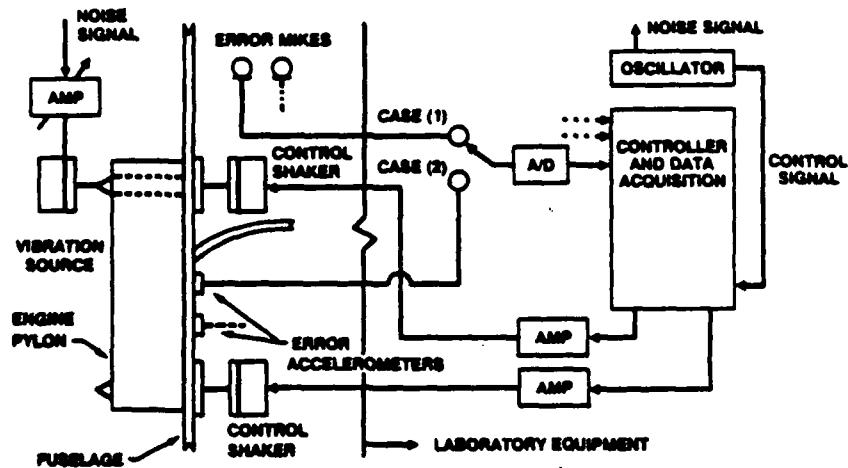 NOISE
SIGNAL
AMP
ERROR MIKES
NOISE SIGNAL
OSCILLATOR
CASE (1)
CONTROL
SHAKER
CASE (2)
A/D
CONTROLLER
AND DATA
ACQUISITION
CONTROL
SIGNAL
VIBRATION
SOURCE
ENGINE
PYLON
ERROR
ACCELEROMETERS
AMP
AMP
CONTROL
SHAKER
FUSELAGE
LABORATORY EQUIPMENT